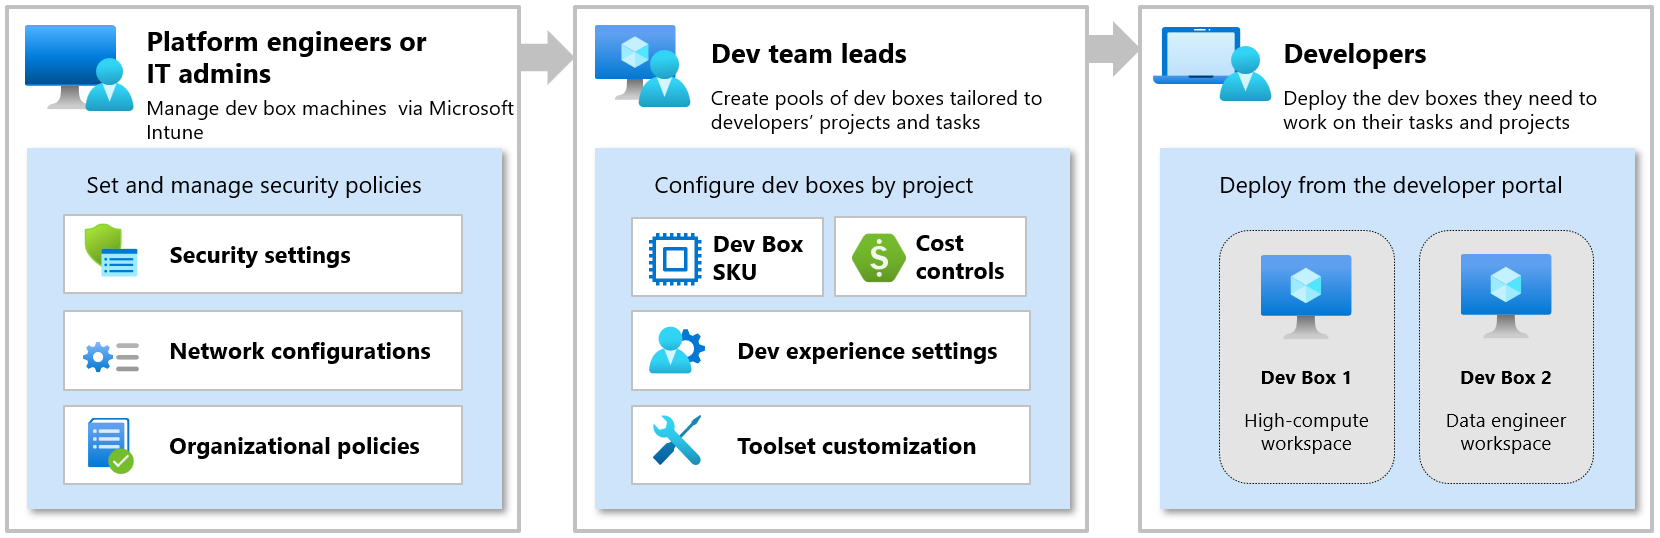 Platform engineers or
IT admins
Manage dev box machines  via Microsoft
Intune
Set and manage security policies
Security settings
Network configurations
Organizational policies
Dev team leads
Create pools of dev boxes tailored to
developers’ projects and tasks
Configure dev boxes by project
Dev Box
SKU
Cost
controls
Dev experience settings
Toolset customization
Developers
Deploy the dev boxes they need to
work on their tasks and projects
Deploy from the developer portal
Dev Box 1
High-compute
workspace
Dev Box 2
Data engineer
workspace